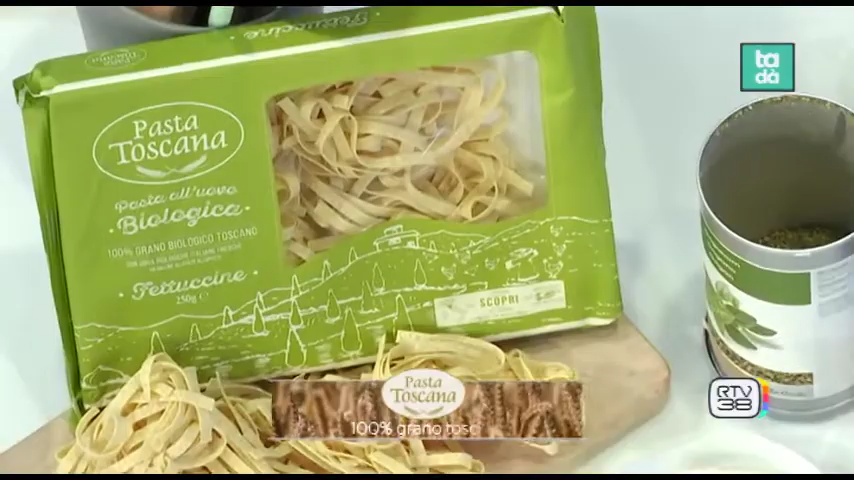 Fettuccine
ta
dà
Pasta
Toscana
Pasta all'uovo
Biologica
100% GRANO BIOLOGICO TOSCANO
Fettuccine
250g e
SCOPRI
Pasta
Toscana
100% grano tosc
RTV
38